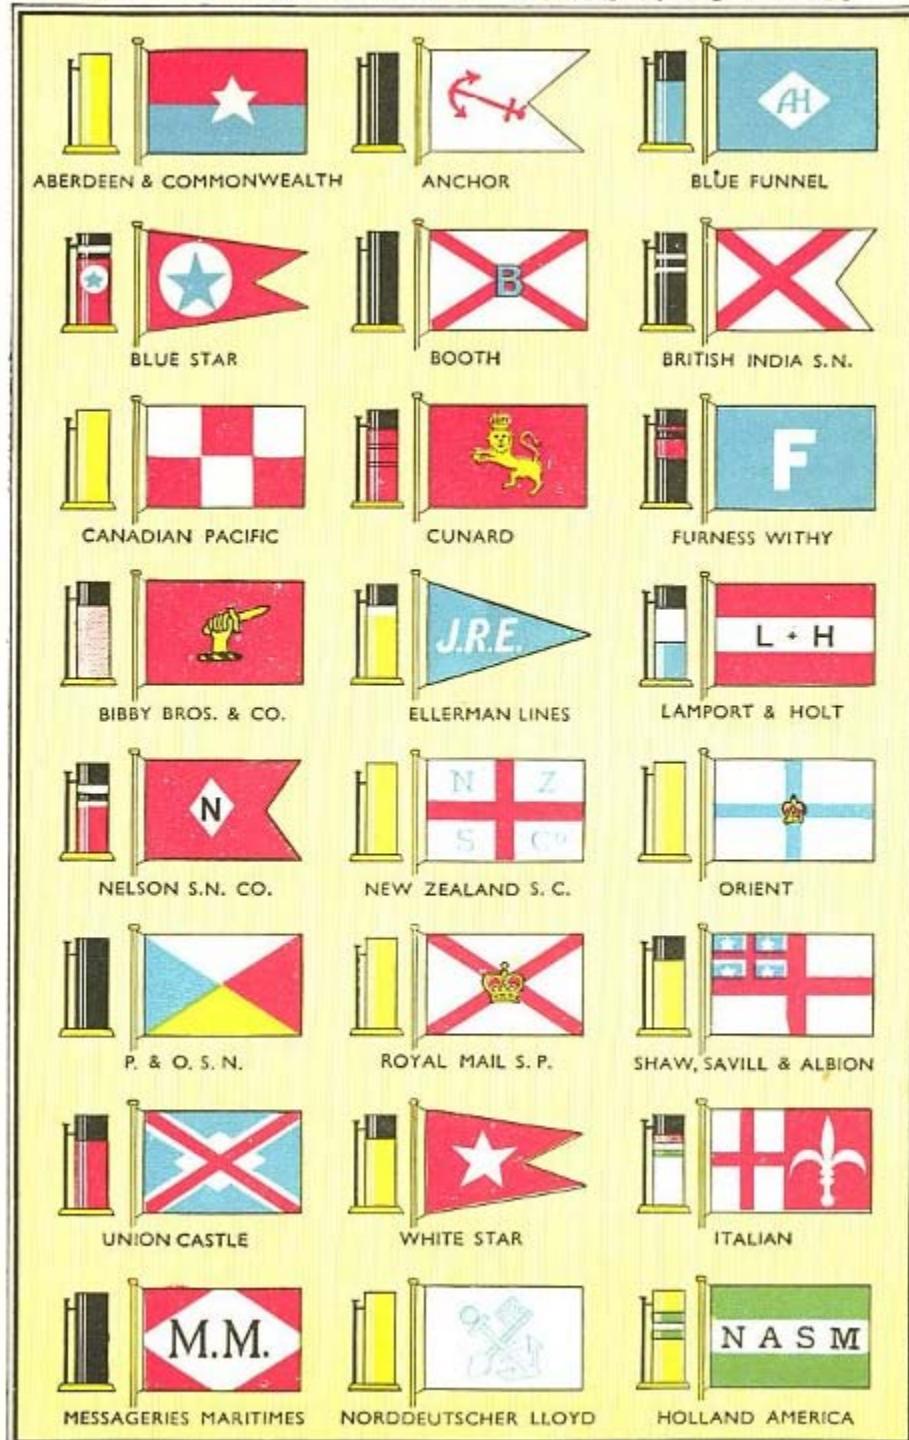 AH
ABERDEEN & COMMONWEALTH
ANCHOR
BLUE FUNNEL
B
BLUE STAR
BOOTH
BRITISH INDIA S.N.
F
CANADIAN PACIFIC
CUNARD
FURNESS WITHY
J.R.E.
L + H
BIBBY BROS. & CO.
ELLERMAN LINES
LAMPORT & HOLT
N
N Z
S Co
NELSON S.N. CO.
NEW ZEALAND S. C.
ORIENT
P. & O. S. N.
ROYAL MAIL S. P.
SHAW, SAVILL & ALBION
UNION CASTLE
WHITE STAR
ITALIAN
M.M.
N A S M
MESSAGERIES MARITIMES
NORDDEUTSCHER LLOYD
HOLLAND AMERICA